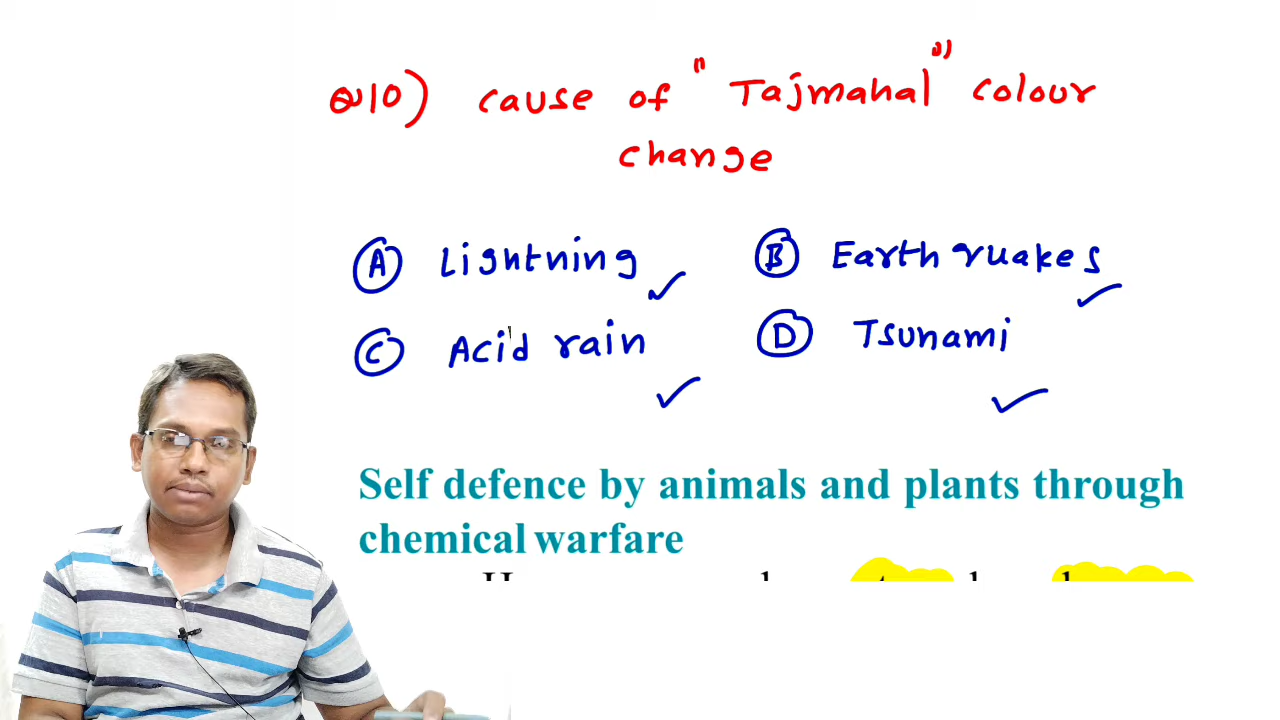 Q10) cause of "Tajmahal" colour
change
A Lightning B Earthquakes
C Acid rain D Tsunami
Self defence by animals and plants through
chemical warfare